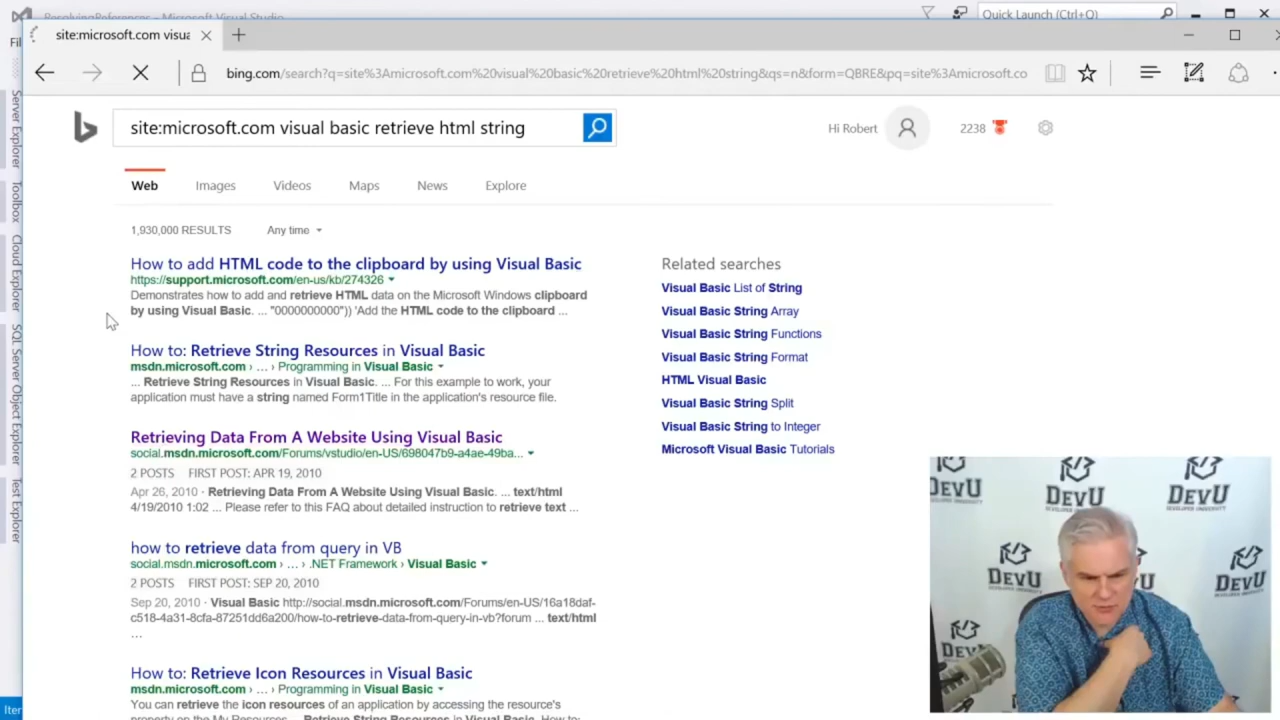 ResolvingReferences - Microsoft Visual Studio
Quick Launch (Ctrl+Q)
site:microsoft.com visua
bing.com/search?q=site%3Amicrosoft.com%20visual%20basic%20retrieve%20html%20string&qs=n&form=QBRE&pq=site%3Amicrosoft.co
site:microsoft.com visual basic retrieve html string
Hi Robert
2238
Web Images Videos Maps News Explore
1,930,000 RESULTS Any time
How to add HTML code to the clipboard by using Visual Basic
https://support.microsoft.com/en-us/kb/274326
Demonstrates how to add and retrieve HTML data on the Microsoft Windows clipboard
by using Visual Basic. ... "0000000000")) 'Add the HTML code to the clipboard ...
How to: Retrieve String Resources in Visual Basic
msdn.microsoft.com › … › Programming in Visual Basic
... Retrieve String Resources in Visual Basic. ... For this example to work, your
application must have a string named Form1Title in the application's resource file.
Retrieving Data From A Website Using Visual Basic
social.msdn.microsoft.com/Forums/vstudio/en-US/698047b9-a4ae-49ba...
2 POSTS FIRST POST: APR 19, 2010
Apr 26, 2010 · Retrieving Data From A Website Using Visual Basic. ... text/html
4/19/2010 1:02 ... Please refer to this FAQ about detailed instruction to retrieve text ...
how to retrieve data from query in VB
social.msdn.microsoft.com › … › .NET Framework › Visual Basic
2 POSTS FIRST POST: SEP 20, 2010
Sep 20, 2010 · Visual Basic http://social.msdn.microsoft.com/Forums/en-US/16a18daf-
c518-4a31-8cfa-87251dd6a200/how-to-retrieve-data-from-query-in-vb?forum ... text/html
...
How to: Retrieve Icon Resources in Visual Basic
msdn.microsoft.com › … › Programming in Visual Basic
You can retrieve the icon resources of an application by accessing the resource's
property on the My.Resources ... Retrieve String Resources in Visual Basic. How to:
Related searches
Visual Basic List of String
Visual Basic String Array
Visual Basic String Functions
Visual Basic String Format
HTML Visual Basic
Visual Basic String Split
Visual Basic String to Integer
Microsoft Visual Basic Tutorials
Server Explorer
Toolbox
Cloud Explorer
SQL Server Object Explorer
Test Explorer
DEVU
DEVU
DEVELOPER UNIVERSITY
DEVU
DEVELOPER UNIVERSITY
DEVU
DEVU